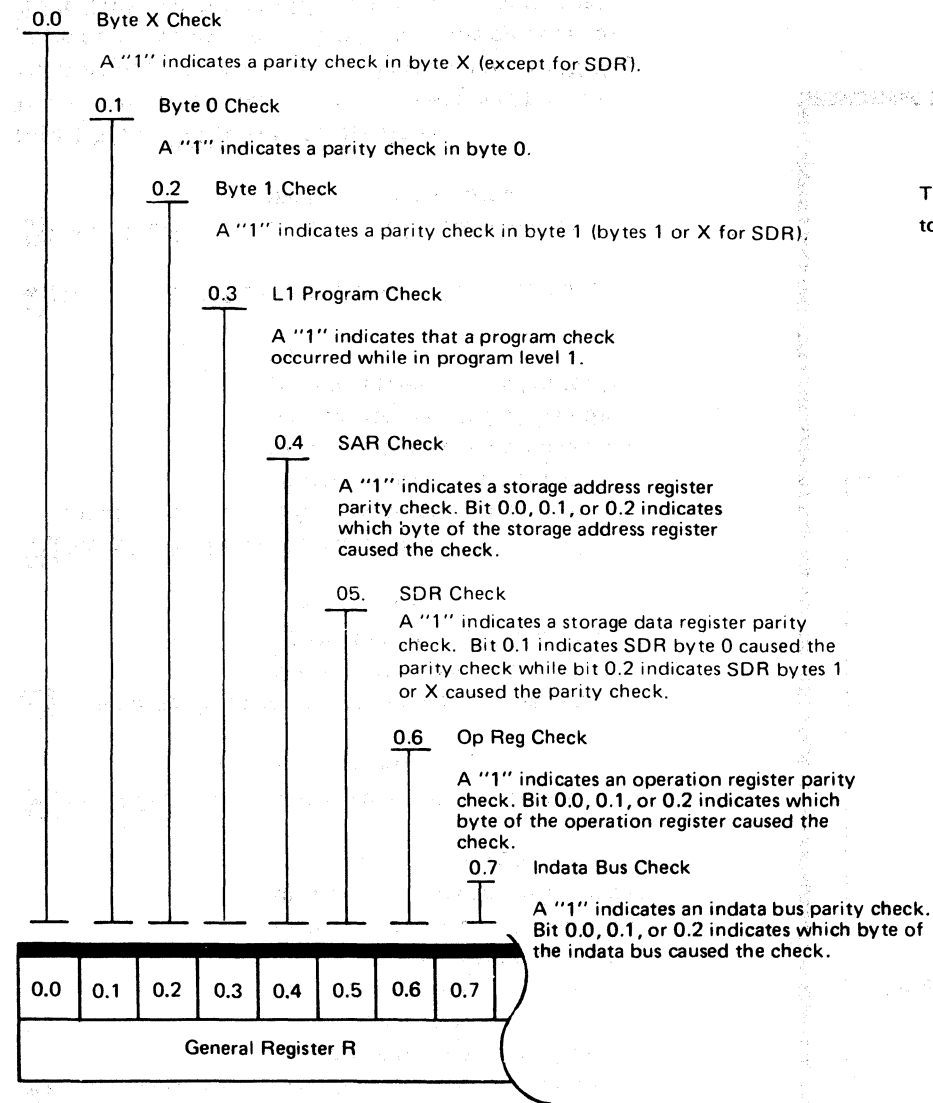 0.0 Byte X Check
A "1" indicates a parity check in byte X (except for SDR).
0.1 Byte 0 Check
A "1" indicates a parity check in byte 0.
0.2 Byte 1 Check
A "1" indicates a parity check in byte 1 (bytes 1 or X for SDR).
T
to
0.3 L1 Program Check
A "1" indicates that a program check
occurred while in program level 1.
0.4 SAR Check
A "1" indicates a storage address register
parity check. Bit 0.0, 0.1, or 0.2 indicates
which byte of the storage address register
caused the check.
05. SDR Check
A "1" indicates a storage data register parity
check. Bit 0.1 indicates SDR byte 0 caused the
parity check while bit 0.2 indicates SDR bytes 1
or X caused the parity check.
0.6 Op Reg Check
A "1" indicates an operation register parity
check. Bit 0.0, 0.1, or 0.2 indicates which
byte of the operation register caused the
check.
0.7 Indata Bus Check
A "1" indicates an indata bus parity check.
Bit 0.0, 0.1, or 0.2 indicates which byte of
the indata bus caused the check.
0.0 0.1 0.2 0.3 0.4 0.5 0.6 0.7
General Register R